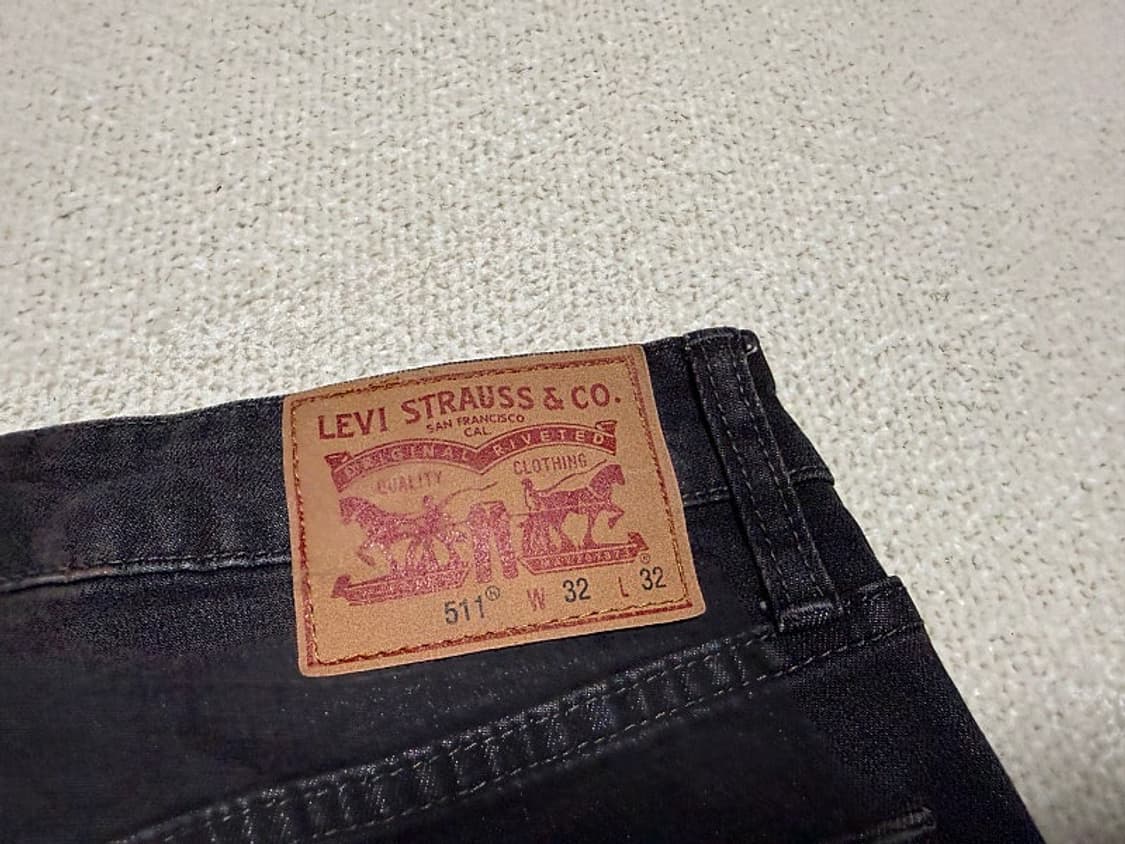 LEVI STRAUSS & CO.
SAN FRANCISCO
CAL.
ORIGINAL RIVETED
QUALITY CLOTHING
511® W 32 L 32